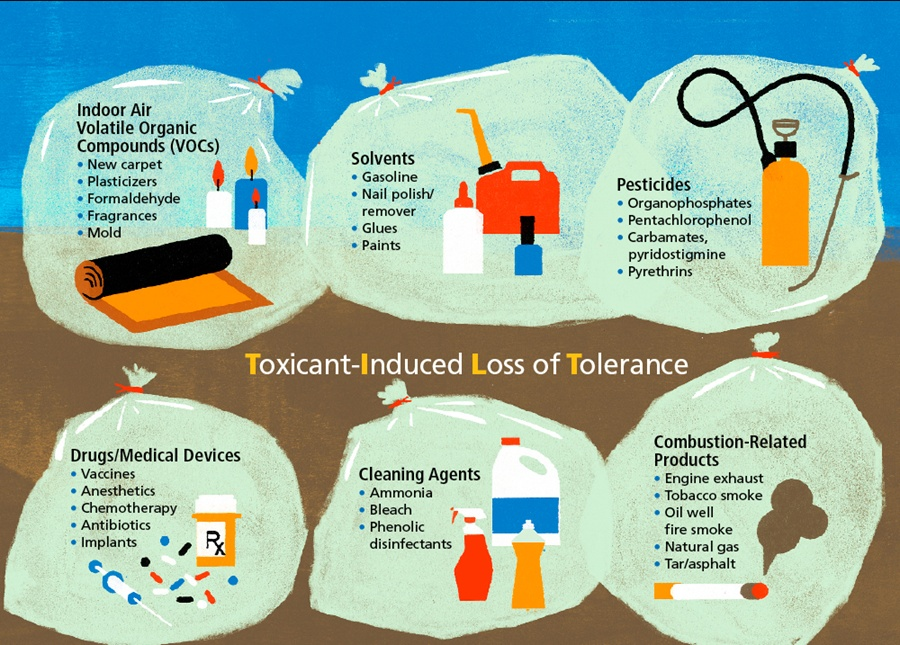 Indoor Air
Volatile Organic
Compounds (VOCs)
• New carpet
• Plasticizers
• Formaldehyde
• Fragrances
• Mold
Solvents
• Gasoline
• Nail polish/
remover
• Glues
• Paints
Pesticides
• Organophosphates
• Pentachlorophenol
• Carbamates,
pyridostigmine
• Pyrethrins
Toxicant-Induced Loss of Tolerance
Drugs/Medical Devices
• Vaccines
• Anesthetics
• Chemotherapy
• Antibiotics
• Implants
Rx
Cleaning Agents
• Ammonia
• Bleach
• Phenolic
disinfectants
Combustion-Related
Products
• Engine exhaust
• Tobacco smoke
• Oil well
fire smoke
• Natural gas
• Tar/asphalt